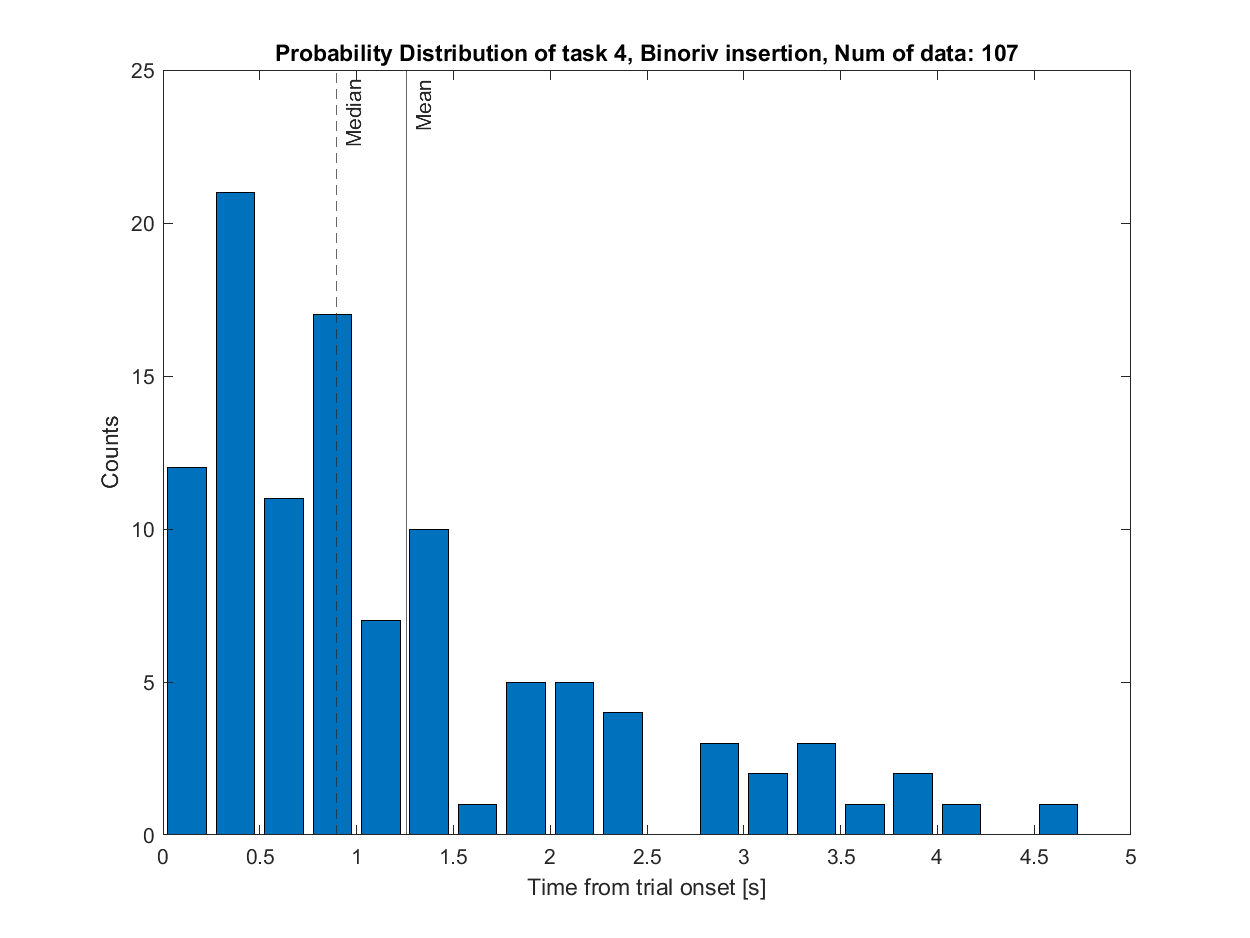 Probability Distribution of task 4, Binoriv insertion, Num of data: 107
25
20
15
10
5
0
Counts
Median
Mean
0 0.5 1 1.5 2 2.5 3 3.5 4 4.5 5
Time from trial onset [s]